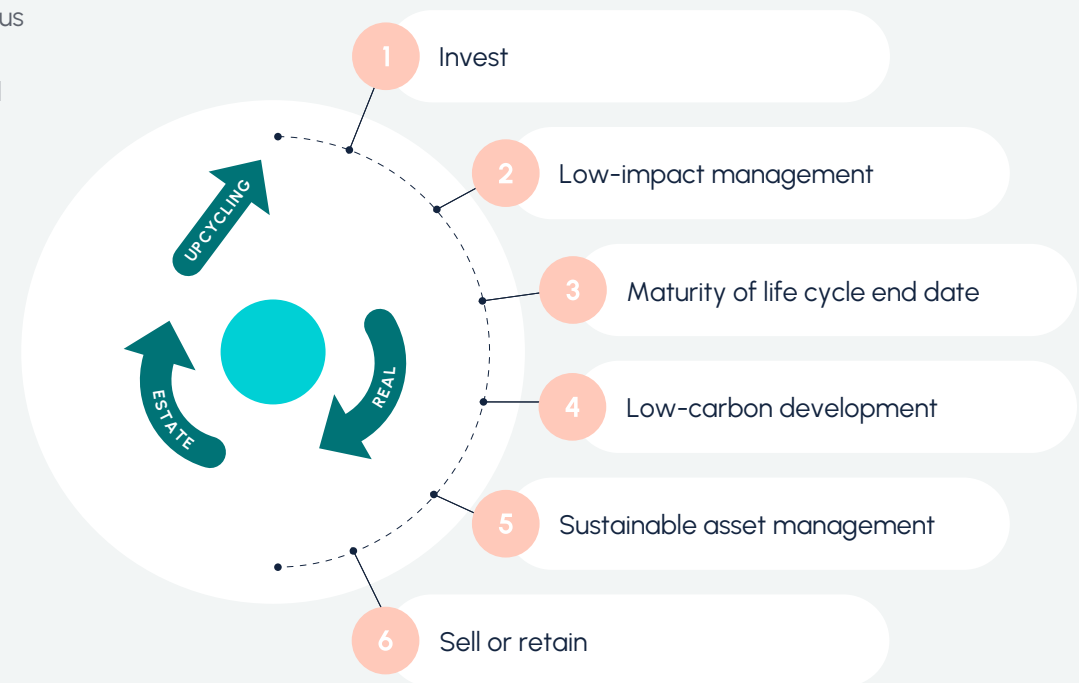 us
1
Invest
2
Low-impact management
3
Maturity of life cycle end date
4
Low-carbon development
5
Sustainable asset management
6
Sell or retain
UPCYCLING
REAL
ESTATE